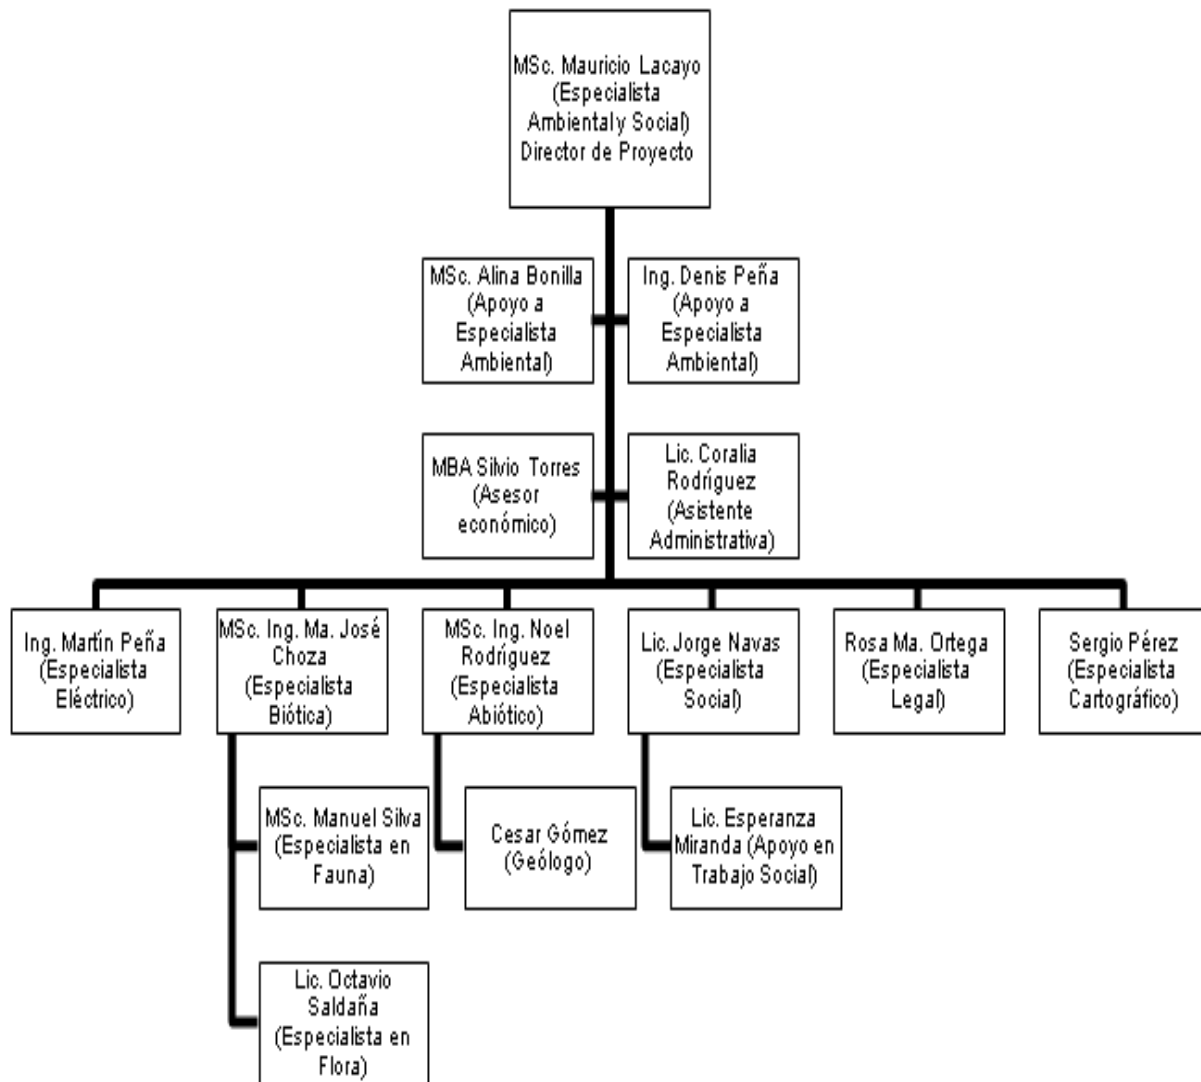 MSc. Mauricio Lacayo
(Especialista
Ambientaly Social)
Director de Proyecto
MSc. Alina Bonilla
(Apoyo a
Especialista
Ambiental)
Ing. Denis Peña
(Apoyo a
Especialista
Ambiental)
MBA Silvio Torres
(Asesor
económico)
Lic. Coralia
Rodríguez
(Asistente
Administrativa)
Ing. Martín Peña
(Especialista
Eléctrico)
MSc. Ing. Ma. José
Choza
(Especialista
Biótica)
MSc. Ing. Noel
Rodríguez
(Especialista
Abiótico)
Lic. Jorge Navas
(Especialista
Social)
Rosa Ma. Ortega
(Especialista
Legal)
Sergio Pérez
(Especialista
Cartográfico)
MSc. Manuel Silva
(Especialista en
Fauna)
Cesar Gómez
(Geólogo)
Lic. Esperanza
Miranda (Apoyo en
Trabajo Social)
Lic. Octavio
Saldaña
(Especialista en
Flora)